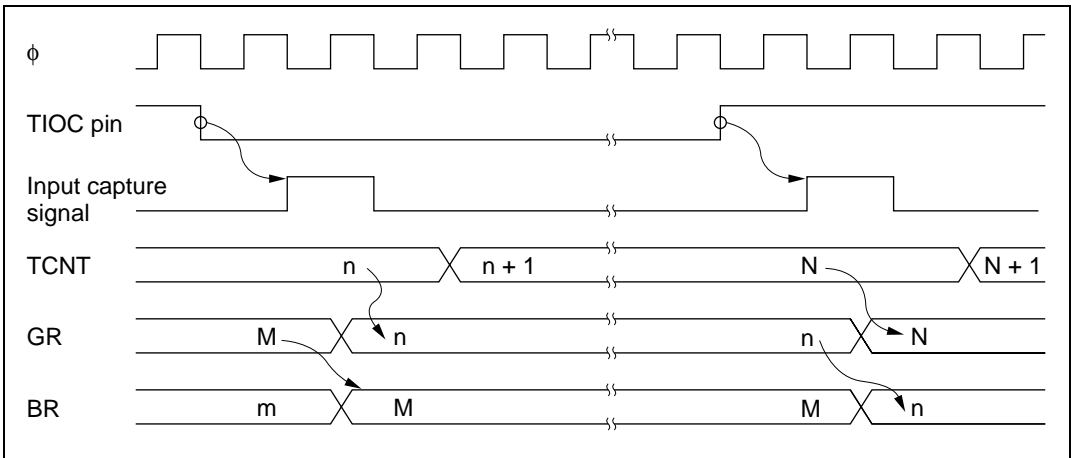 ϕ
TIOC pin
Input capture
signal
TCNT n n + 1 N N + 1
GR M n n N
BR m M M n